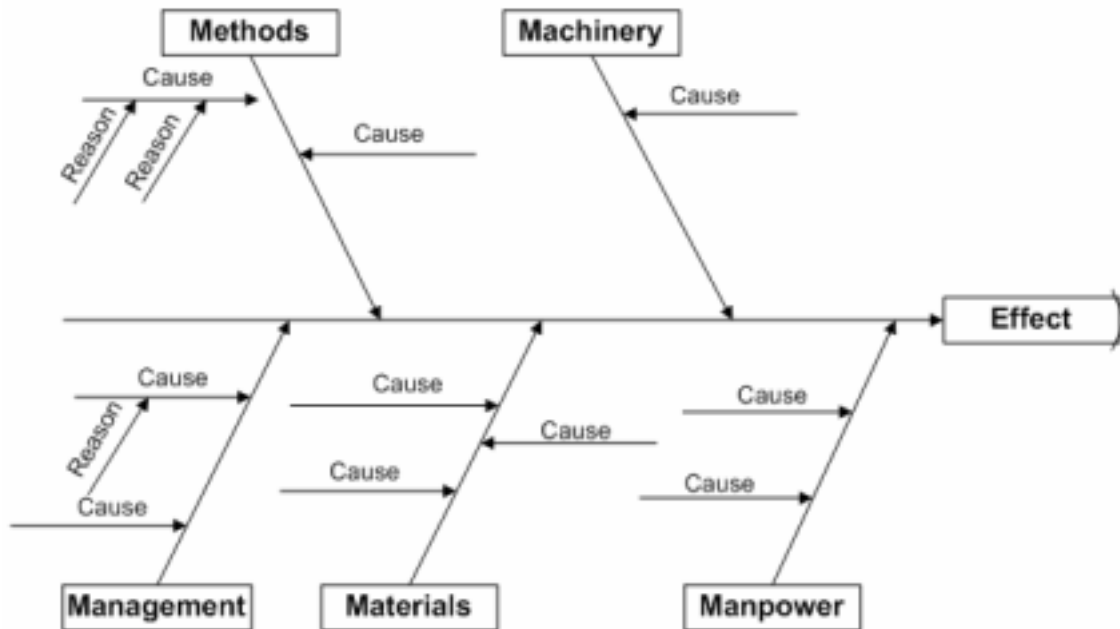 Methods
Machinery
Cause
Cause
Cause
Reason
Reason
Effect
Cause
Cause
Cause
Cause
Reason
Cause
Cause
Cause
Management
Materials
Manpower